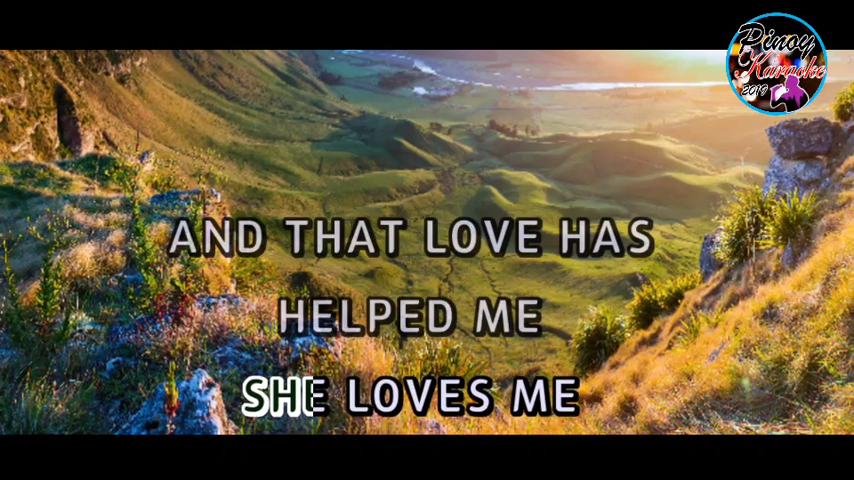 Pinoy
Karaoke
2019
AND THAT LOVE HAS
HELPED ME
SHE LOVES ME